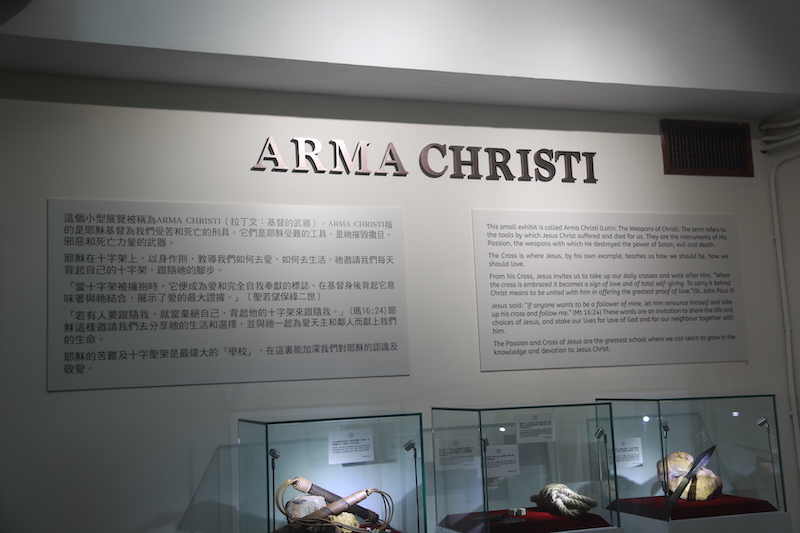 ARMA CHRISTI
這個小型展覽被稱為ARMA CHRISTI（拉丁文：基督的武器）。ARMA CHRISTI指
的是耶穌基督為我們受苦和死亡的刑具。它們是耶穌受難的工具，是祂摧毀撒旦、
邪惡和死亡力量的武器。
耶穌在十字架上，以身作則，教導我們如何去愛，如何去生活。祂邀請我們每天
背起自己的十字架，跟隨祂的腳步。
「當十字架被擁抱時，它便成為愛和完全自我奉獻的標誌。在基督身後背起它意
味著與祂結合，展示了愛的最大證據。」（聖若望保祿二世）
「若有人要跟隨我，就當棄絕自己，背起他的十字架來跟隨我。」（瑪16:24)耶
穌這樣邀請我們去分享祂的生活和選擇，並與祂一起為愛天主和鄰人而獻上我們
的生命。
耶穌的苦難及十字聖架是最偉大的「學校」，在這裏能加深我們對耶穌的認識及
敬愛。
This small exhibit is called Arma Christi (Latin: The Weapons of Christ). The term refers to
the tools by which Jesus Christ suffered and died for us. They are the instruments of His
Passion, the weapons with which He destroyed the power of Satan, evil and death.
The Cross is where Jesus, by his own example, teaches us how we should be, how we
should love.
From his Cross, Jesus invites us to take up our daily crosses and walk after Him. "When
the cross is embraced it becomes a sign of love and of total self-giving. To carry it behind
Christ means to be united with him in offering the greatest proof of love."(St. John Paul II)
Jesus said: "If anyone wants to be a follower of mine, let him renounce himself and take
up his cross and follow me." (Mt 16:24) These words are an invitation to share the life and
choices of Jesus, and stake our lives for love of God and for our neighbour together with
him.
The Passion and Cross of Jesus are the greatest school where we can learn to grow in the
knowledge and devotion to Jesus Christ.